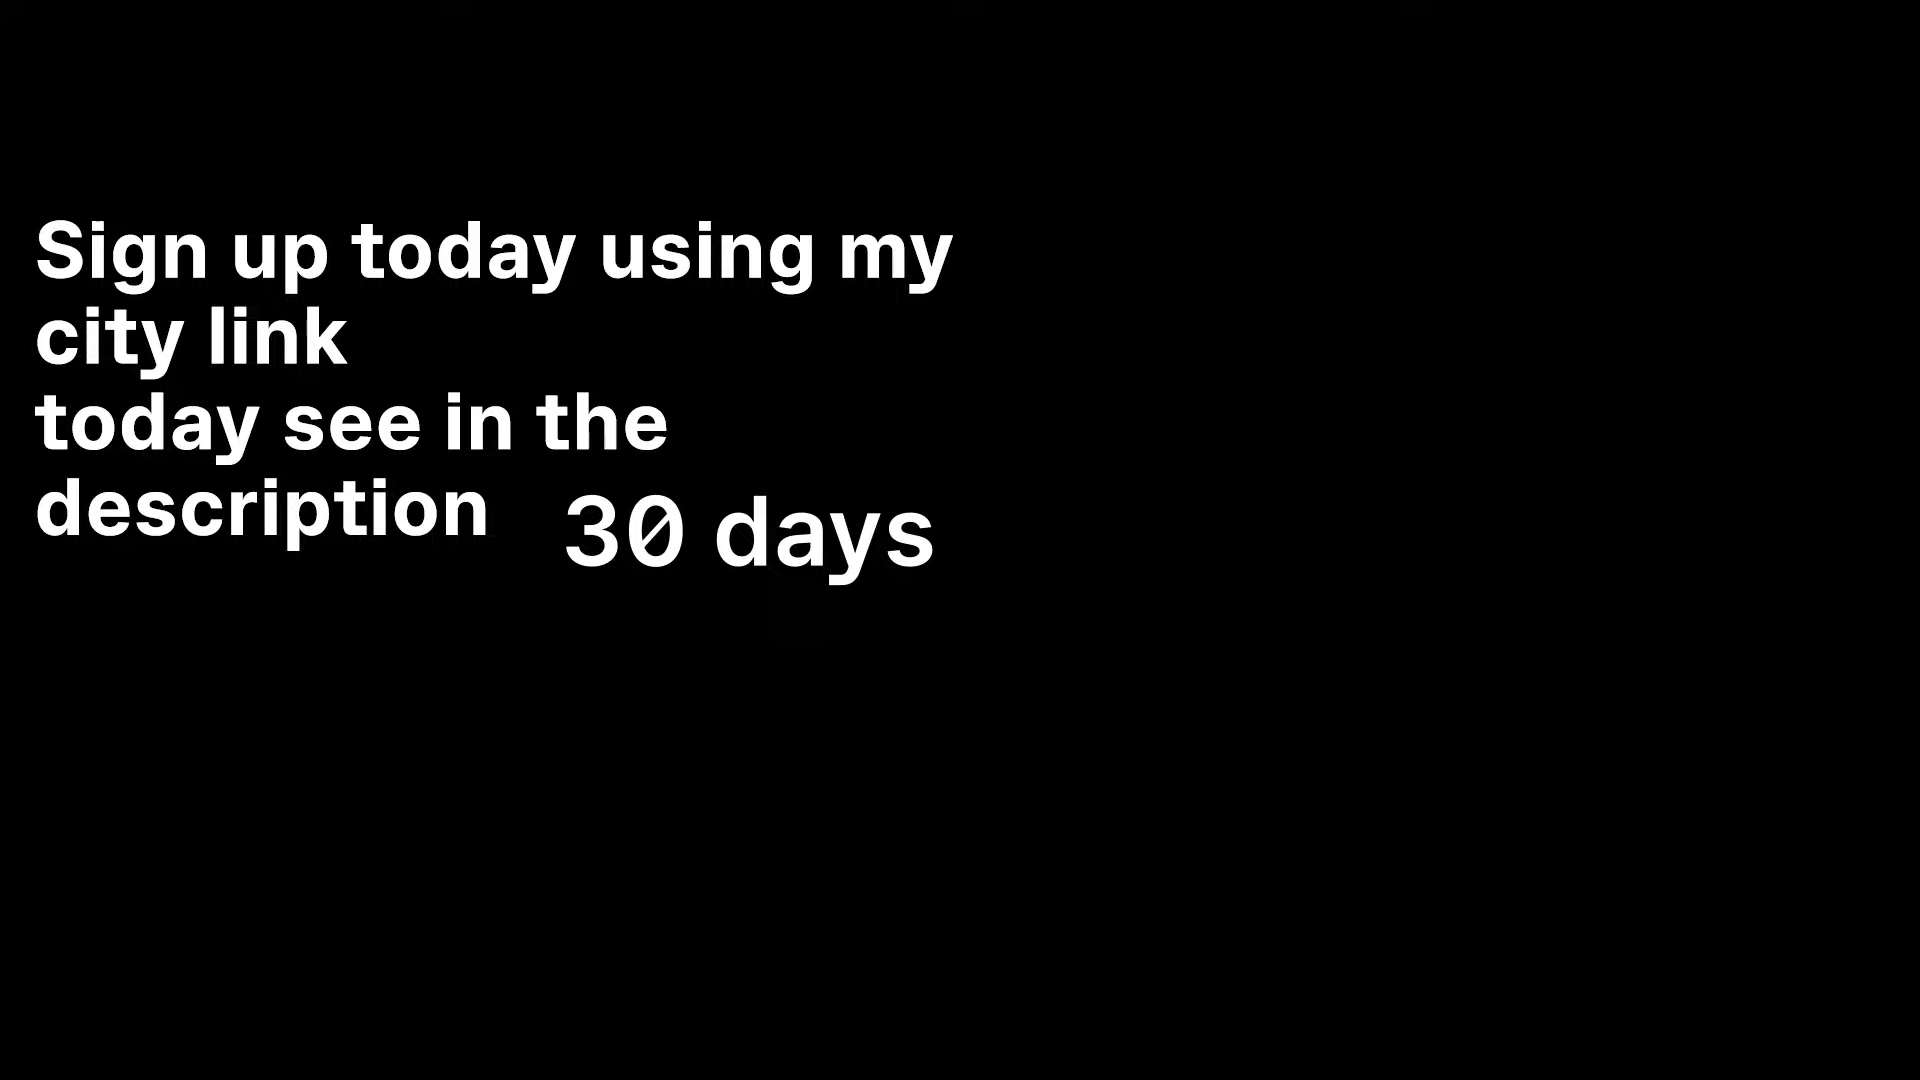 Sign up today using my
city link
today see in the
description
30 days